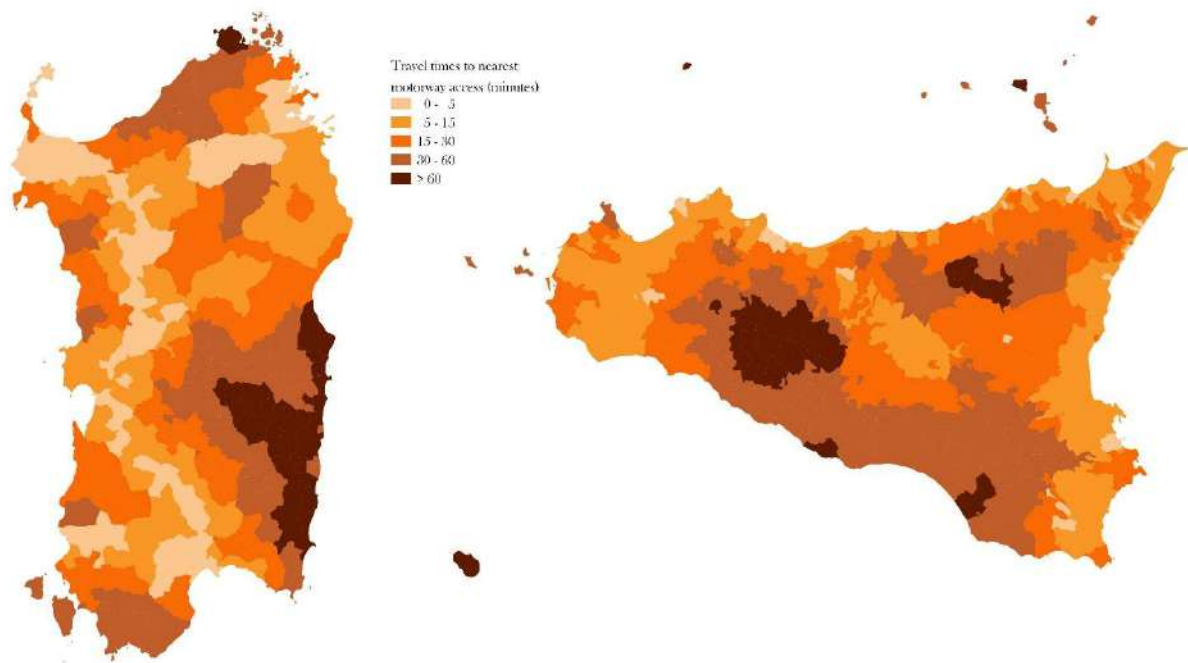 Travel times to nearest
motorway access (minutes)
0 - 5
5 - 15
15 - 30
30 - 60
> 60